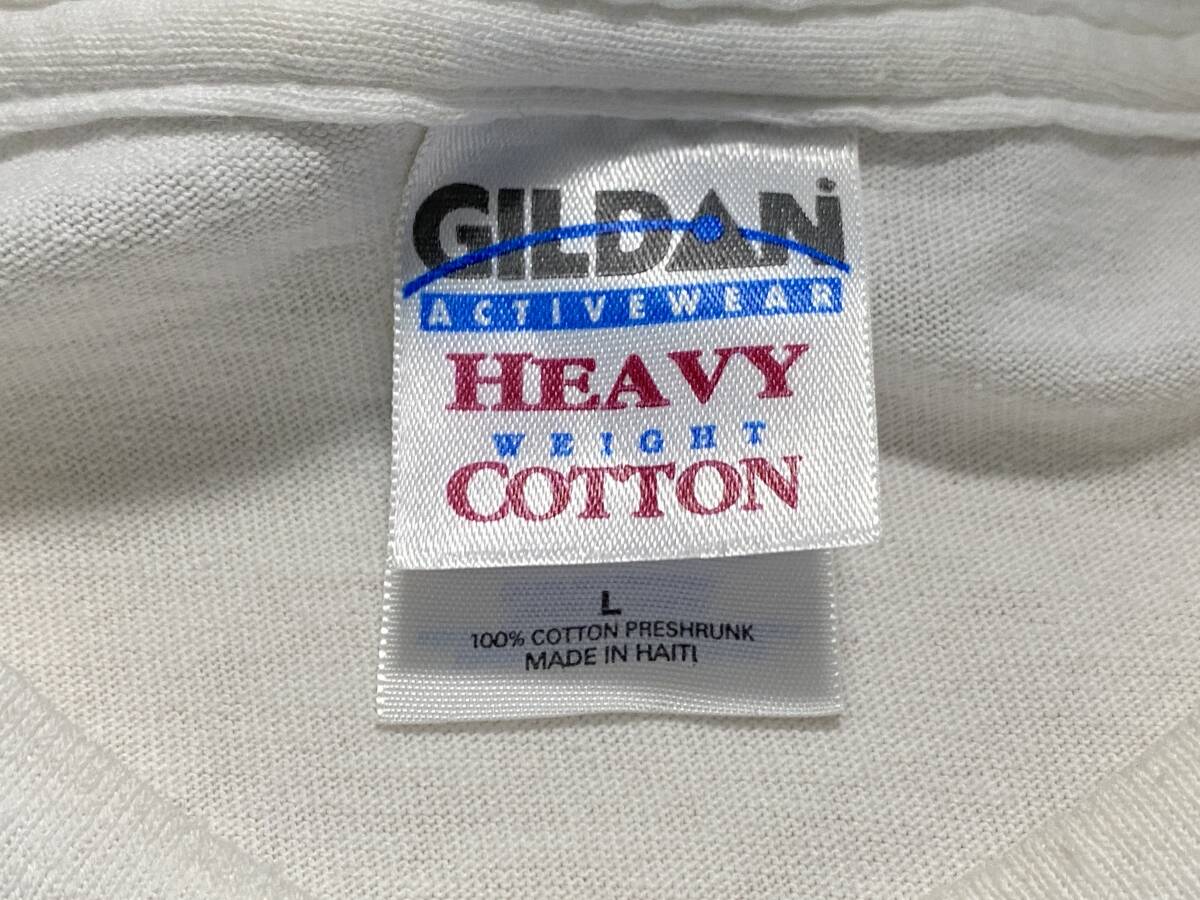 GILDAN
ACTIVEWEAR
HEAVY
WEIGHT
COTTON
L
100% COTTON PRESHRUNK
MADE IN HAITI